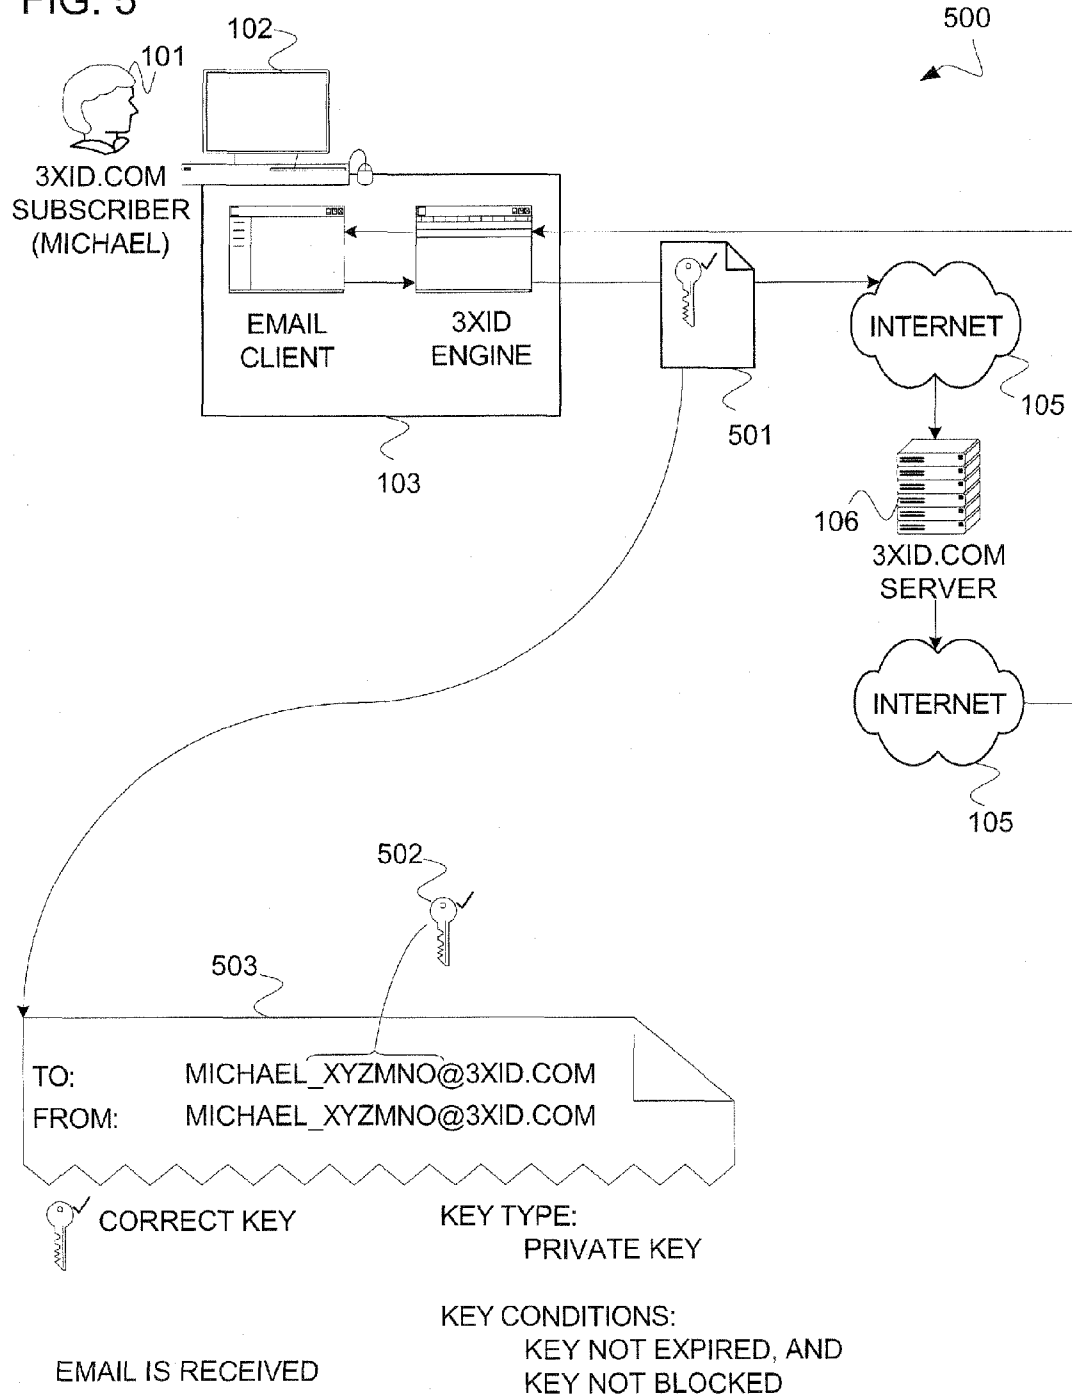 FIG. 5
500
102
101
3XID.COM
SUBSCRIBER
(MICHAEL)
EMAIL
CLIENT
3XID
ENGINE
INTERNET
105
501
103
106
3XID.COM
SERVER
INTERNET
105
502
503
TO: MICHAEL_XYZMNO@3XID.COM
FROM: MICHAEL_XYZMNO@3XID.COM
CORRECT KEY
KEY TYPE:
PRIVATE KEY
KEY CONDITIONS:
KEY NOT EXPIRED, AND
KEY NOT BLOCKED
EMAIL IS RECEIVED